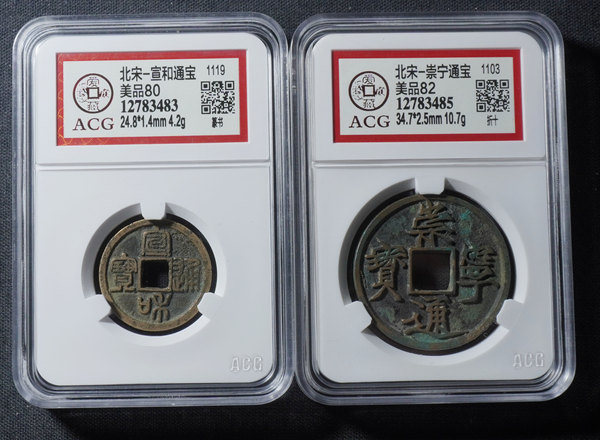 北宋-宣和通宝
1119
美品80
12783483
24.8*1.4mm 4.2g
篆书
ACG
宣和通寶
ACG
北宋-崇宁通宝
1103
美品82
12783485
34.7*2.5mm 10.7g
折十
ACG
崇寧通寶
ACG